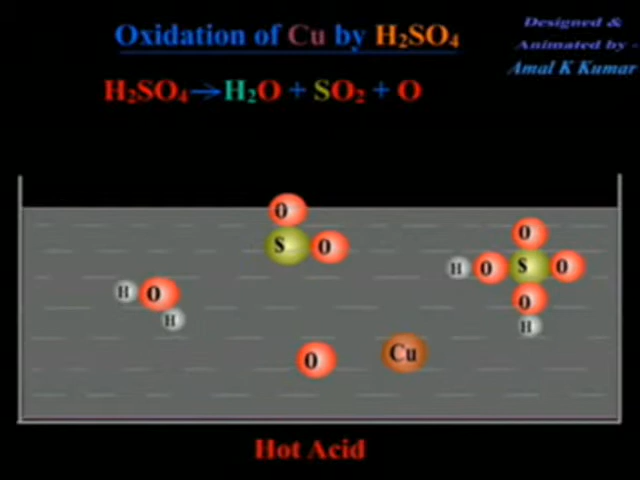 Oxidation of Cu by H₂SO₄
Designed &
Animated by -
Amal K Kumar
H₂SO₄→H₂O + SO₂ + O
O
S O
O
H O S O
H O
H
O
H
O Cu
Hot Acid